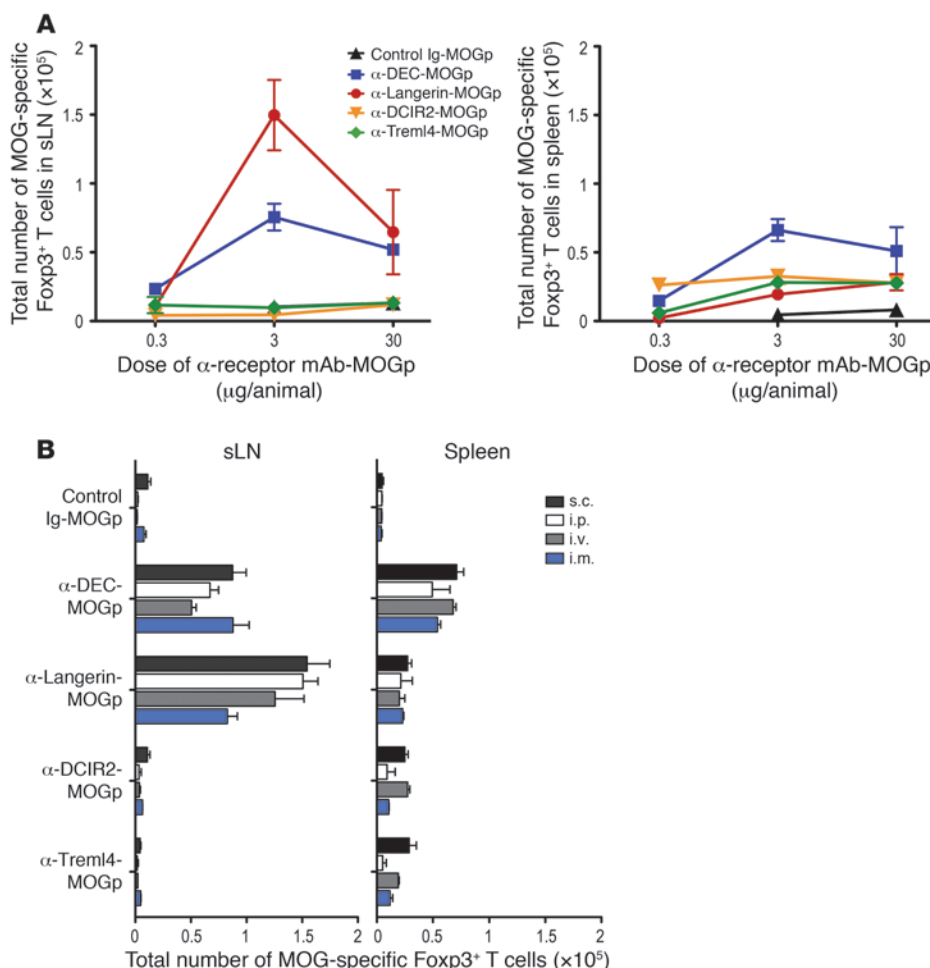 A
Total number of MOG-specific
Foxp3⁺ T cells in sLN (×10⁵)
2
1.5
1
0.5
0
0.3
3
30
Dose of α-receptor mAb-MOGp
(μg/animal)
Control Ig-MOGp
α-DEC-MOGp
α-Langerin-MOGp
α-DCIR2-MOGp
α-Treml4-MOGp
Total number of MOG-specific
Foxp3⁺ T cells in spleen (×10⁵)
2
1.5
1
0.5
0
0.3
3
30
Dose of α-receptor mAb-MOGp
(μg/animal)
B
sLN
Spleen
Control
Ig-MOGp
α-DEC-
MOGp
α-Langerin-
MOGp
α-DCIR2-
MOGp
α-Treml4-
MOGp
s.c.
i.p.
i.v.
i.m.
0 0.5 1 1.5 2
0 0.5 1 1.5 2
Total number of MOG-specific Foxp3⁺ T cells (×10⁵)